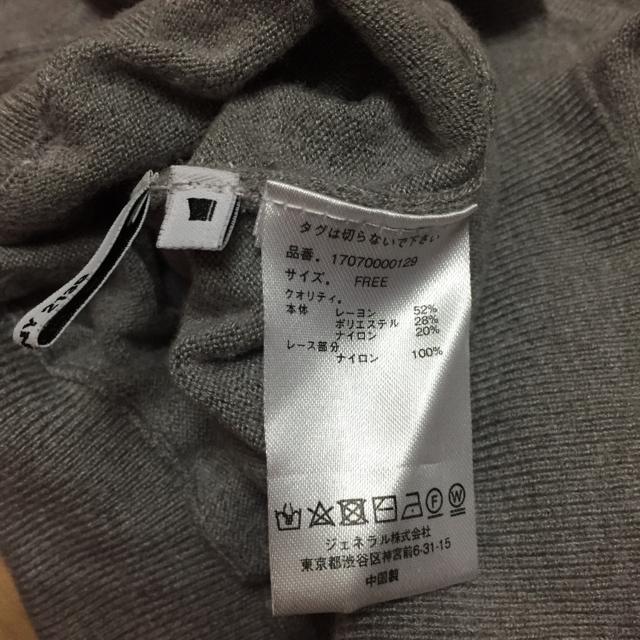 タグは切らないで下さい
品番. 17070000129
サイズ. FREE
クオリティ.
本体 レーヨン 52%
ポリエステル 28%
ナイロン 20%
レース部分
ナイロン 100%
F W
ジェネラル株式会社
東京都渋谷区神宮前6-31-15
中国製